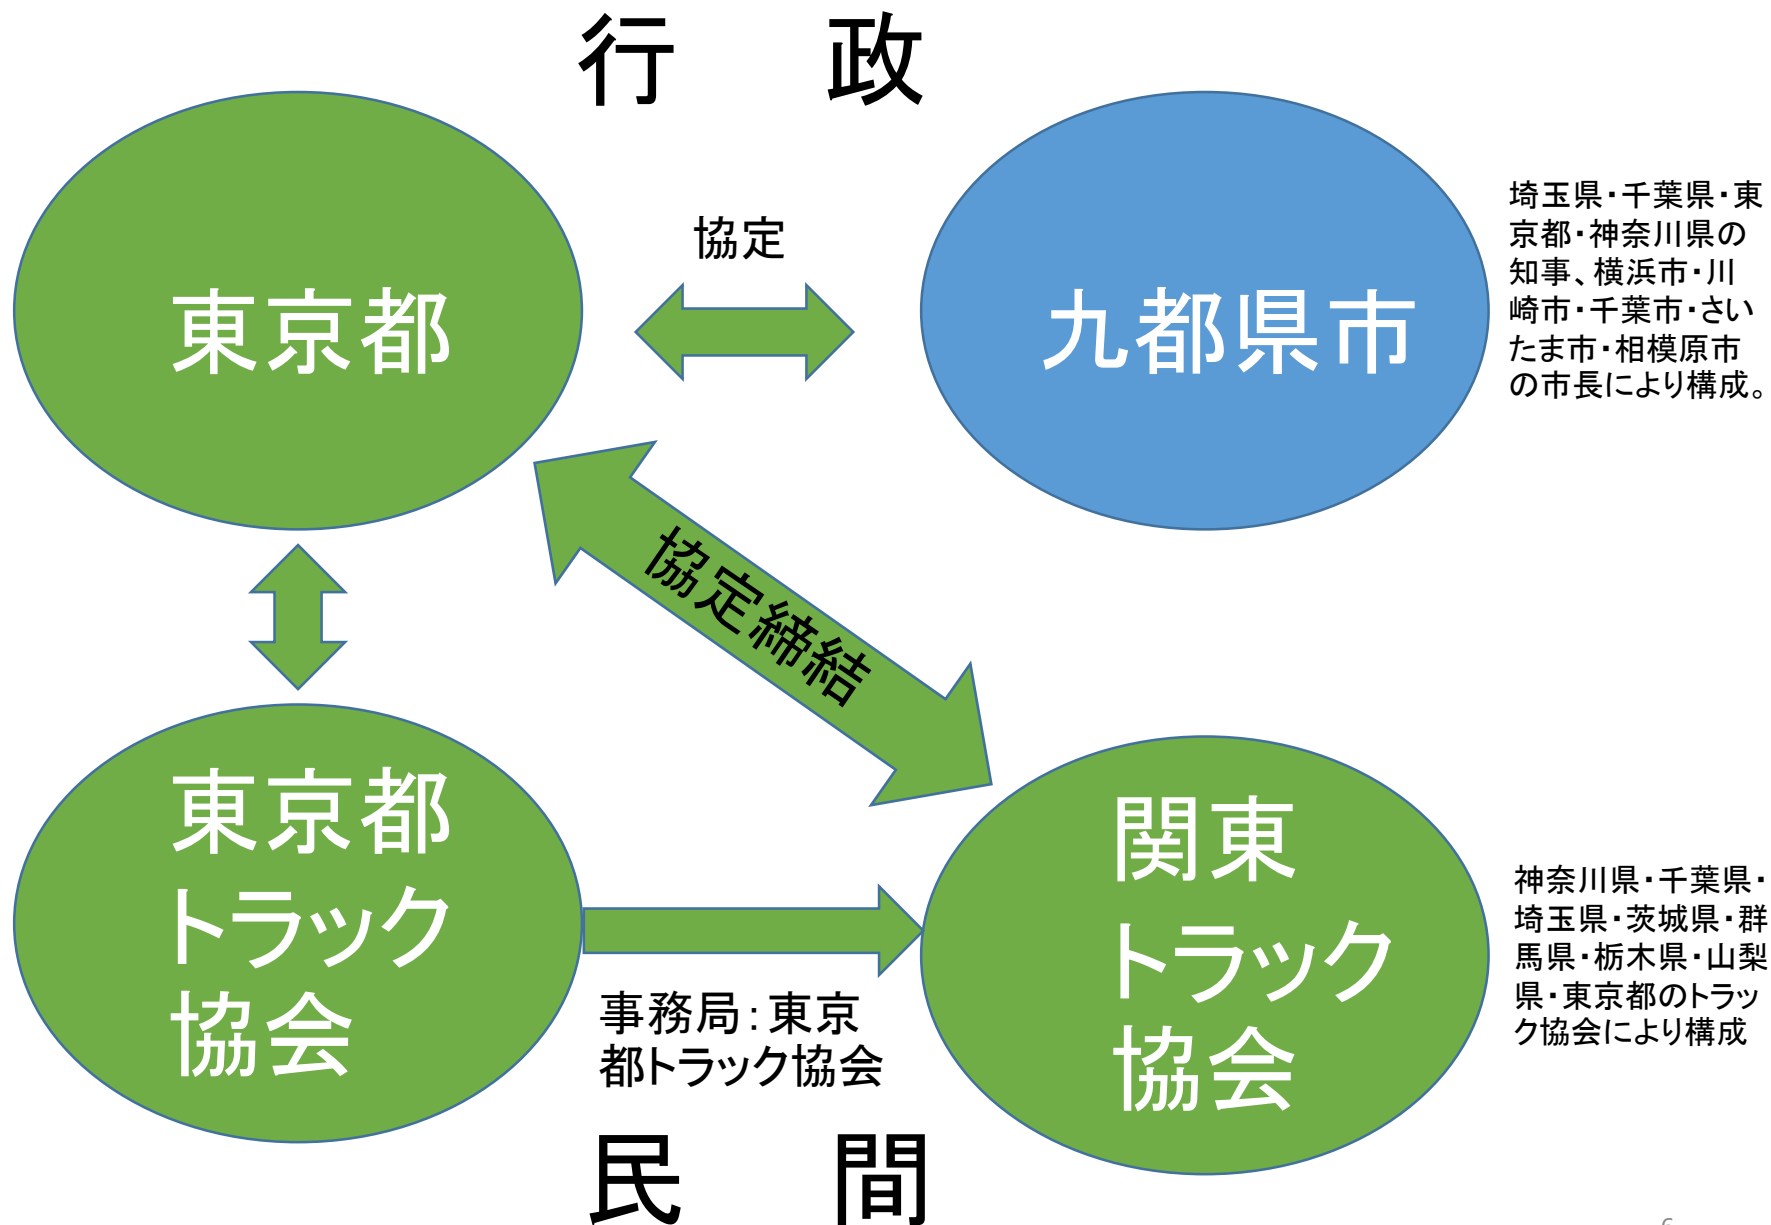 行　政
東京都
協定
九都県市
埼玉県・千葉県・東
京都・神奈川県の
知事、横浜市・川
崎市・千葉市・さい
たま市・相模原市
の市長により構成。
協定締結
東京都
トラック
協会
事務局：東京
都トラック協会
関東
トラック
協会
神奈川県・千葉県・
埼玉県・茨城県・群
馬県・栃木県・山梨
県・東京都のトラッ
ク協会により構成
民　間
6